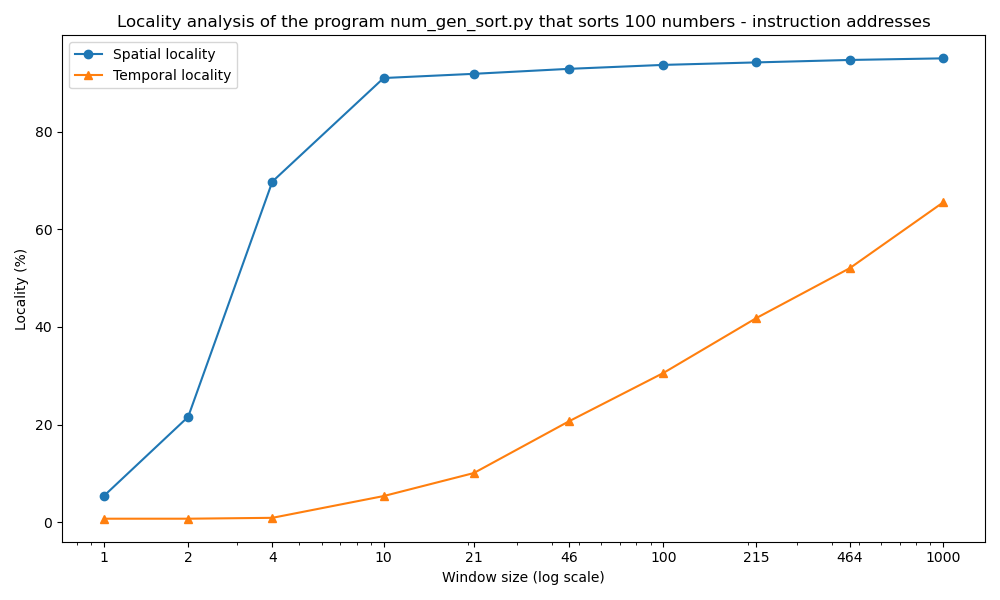 Locality analysis of the program num_gen_sort.py that sorts 100 numbers - instruction addresses
Spatial locality
Temporal locality
Locality (%)
80
60
40
20
0
1 2 4 10 21 46 100 215 464 1000
Window size (log scale)